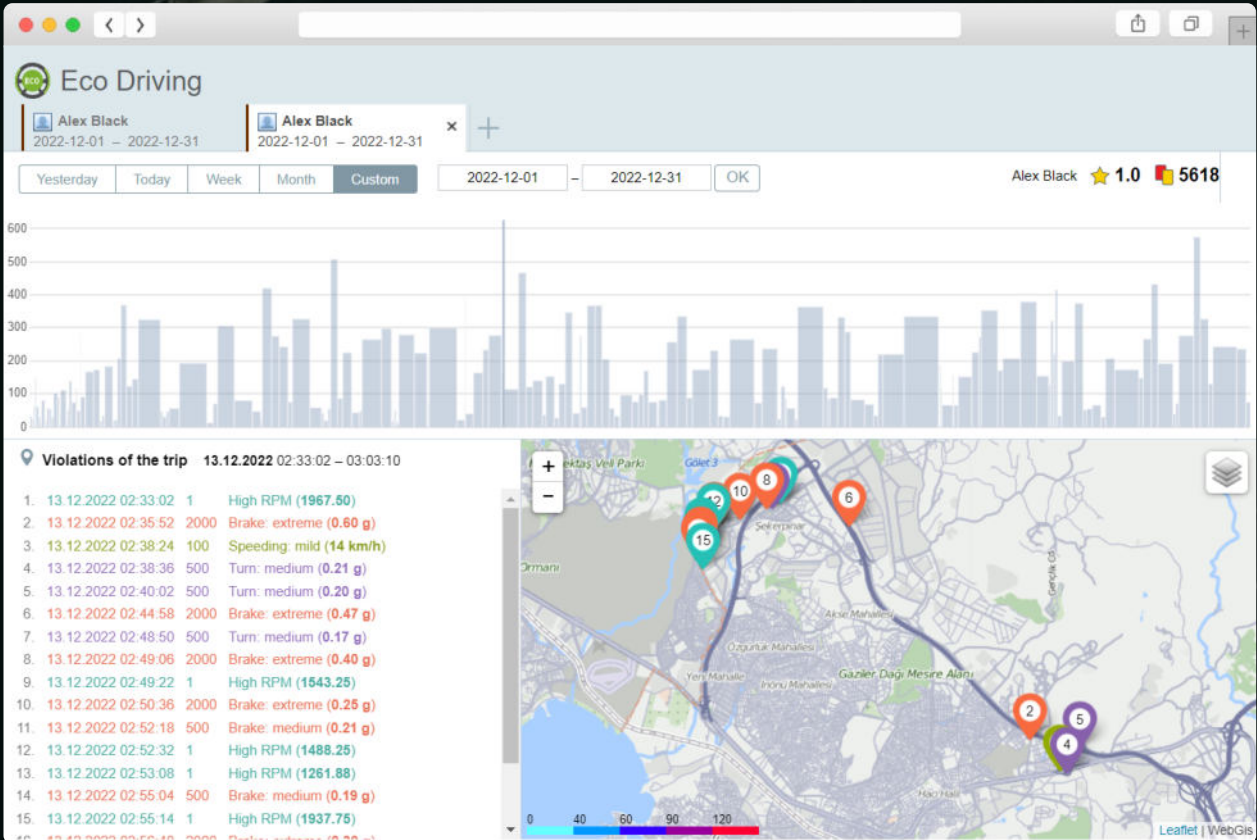 ECO Eco Driving
Alex Black
2022-12-01 – 2022-12-31
Alex Black
2022-12-01 – 2022-12-31
Yesterday Today Week Month Custom 2022-12-01 – 2022-12-31 OK Alex Black 1.0 5618
600
500
400
300
200
100
0
Violations of the trip 13.12.2022 02:33:02 – 03:03:10
1. 13.12.2022 02:33:02 1 High RPM (1967.50)
2. 13.12.2022 02:35:52 2000 Brake: extreme (0.60 g)
3. 13.12.2022 02:38:24 100 Speeding: mild (14 km/h)
4. 13.12.2022 02:38:36 500 Turn: medium (0.21 g)
5. 13.12.2022 02:40:02 500 Turn: medium (0.20 g)
6. 13.12.2022 02:44:58 2000 Brake: extreme (0.47 g)
7. 13.12.2022 02:48:50 500 Turn: medium (0.17 g)
8. 13.12.2022 02:49:06 2000 Brake: extreme (0.40 g)
9. 13.12.2022 02:49:22 1 High RPM (1543.25)
10. 13.12.2022 02:50:36 2000 Brake: extreme (0.25 g)
11. 13.12.2022 02:52:18 500 Brake: medium (0.21 g)
12. 13.12.2022 02:52:32 1 High RPM (1488.25)
13. 13.12.2022 02:53:08 1 High RPM (1261.88)
14. 13.12.2022 02:55:04 500 Brake: medium (0.19 g)
15. 13.12.2022 02:55:14 1 High RPM (1937.75)
+
−
ektaş Veli Parkı
Gölet 3
8
10
12
6
15
Şekerpınar
Ormanı
Gençlik Cd.
Akse Mahallesi
Özgürlük Mahallesi
Yeni Mahalle
İnönü Mahallesi
Gaziler Dağı Mesire Alanı
2
5
4
Hacı Halil
0 40 60 90 120
Leaflet | WebGIS